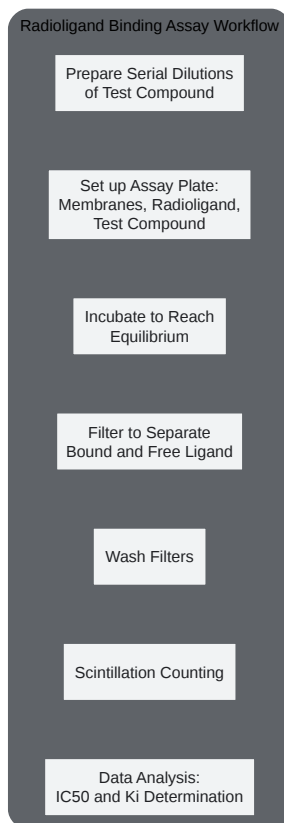 Radioligand Binding Assay Workflow
Prepare Serial Dilutions
of Test Compound
Set up Assay Plate:
Membranes, Radioligand,
Test Compound
Incubate to Reach
Equilibrium
Filter to Separate
Bound and Free Ligand
Wash Filters
Scintillation Counting
Data Analysis:
IC50 and Ki Determination